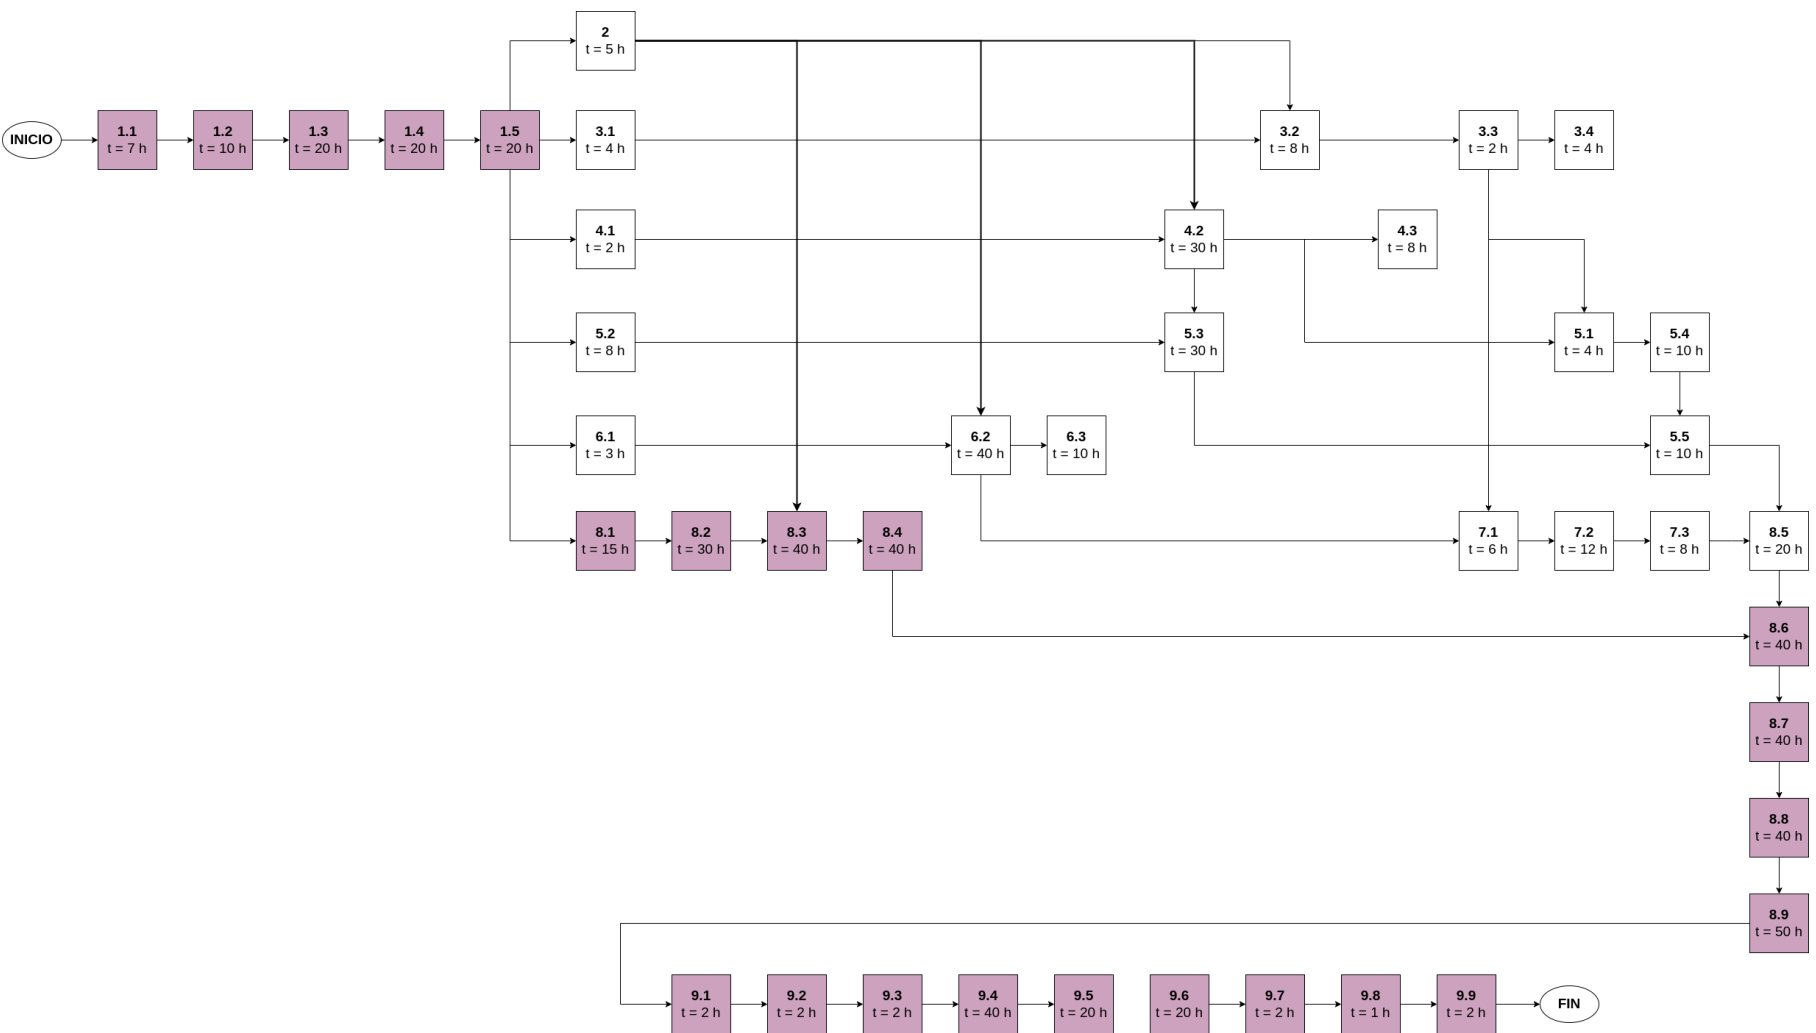 2
t = 5 h
INICIO
1.1
t = 7 h
1.2
t = 10 h
1.3
t = 20 h
1.4
t = 20 h
1.5
t = 20 h
3.1
t = 4 h
3.2
t = 8 h
3.3
t = 2 h
3.4
t = 4 h
4.1
t = 2 h
4.2
t = 30 h
4.3
t = 8 h
5.2
t = 8 h
5.3
t = 30 h
5.1
t = 4 h
5.4
t = 10 h
6.1
t = 3 h
6.2
t = 40 h
6.3
t = 10 h
5.5
t = 10 h
8.1
t = 15 h
8.2
t = 30 h
8.3
t = 40 h
8.4
t = 40 h
7.1
t = 6 h
7.2
t = 12 h
7.3
t = 8 h
8.5
t = 20 h
8.6
t = 40 h
8.7
t = 40 h
8.8
t = 40 h
8.9
t = 50 h
9.1
t = 2 h
9.2
t = 2 h
9.3
t = 2 h
9.4
t = 40 h
9.5
t = 20 h
9.6
t = 20 h
9.7
t = 2 h
9.8
t = 1 h
9.9
t = 2 h
FIN